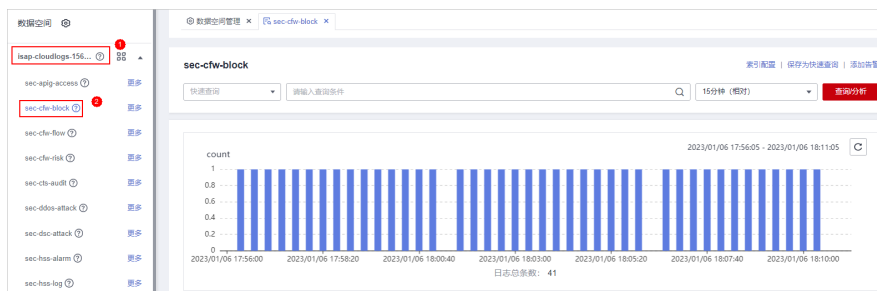 数据空间
isap-cloudlogs-156...
1
sec-apig-access 更多
sec-cfw-block 2 更多
sec-cfw-flow 更多
sec-cfw-risk 更多
sec-cts-audit 更多
sec-ddos-attack 更多
sec-dsc-attack 更多
sec-hss-alarm 更多
sec-hss-log 更多
数据空间管理 × sec-cfw-block ×
sec-cfw-block
索引配置 | 保存为快速查询 | 添加告警
快速查询 请输入查询条件 15分钟（相对） 查询/分析
2023/01/06 17:56:05 - 2023/01/06 18:11:05
count
1
0.8
0.6
0.4
0.2
0
2023/01/06 17:56:00 2023/01/06 17:58:20 2023/01/06 18:00:40 2023/01/06 18:03:00 2023/01/06 18:05:20 2023/01/06 18:07:40 2023/01/06 18:10:00
日志总条数： 41